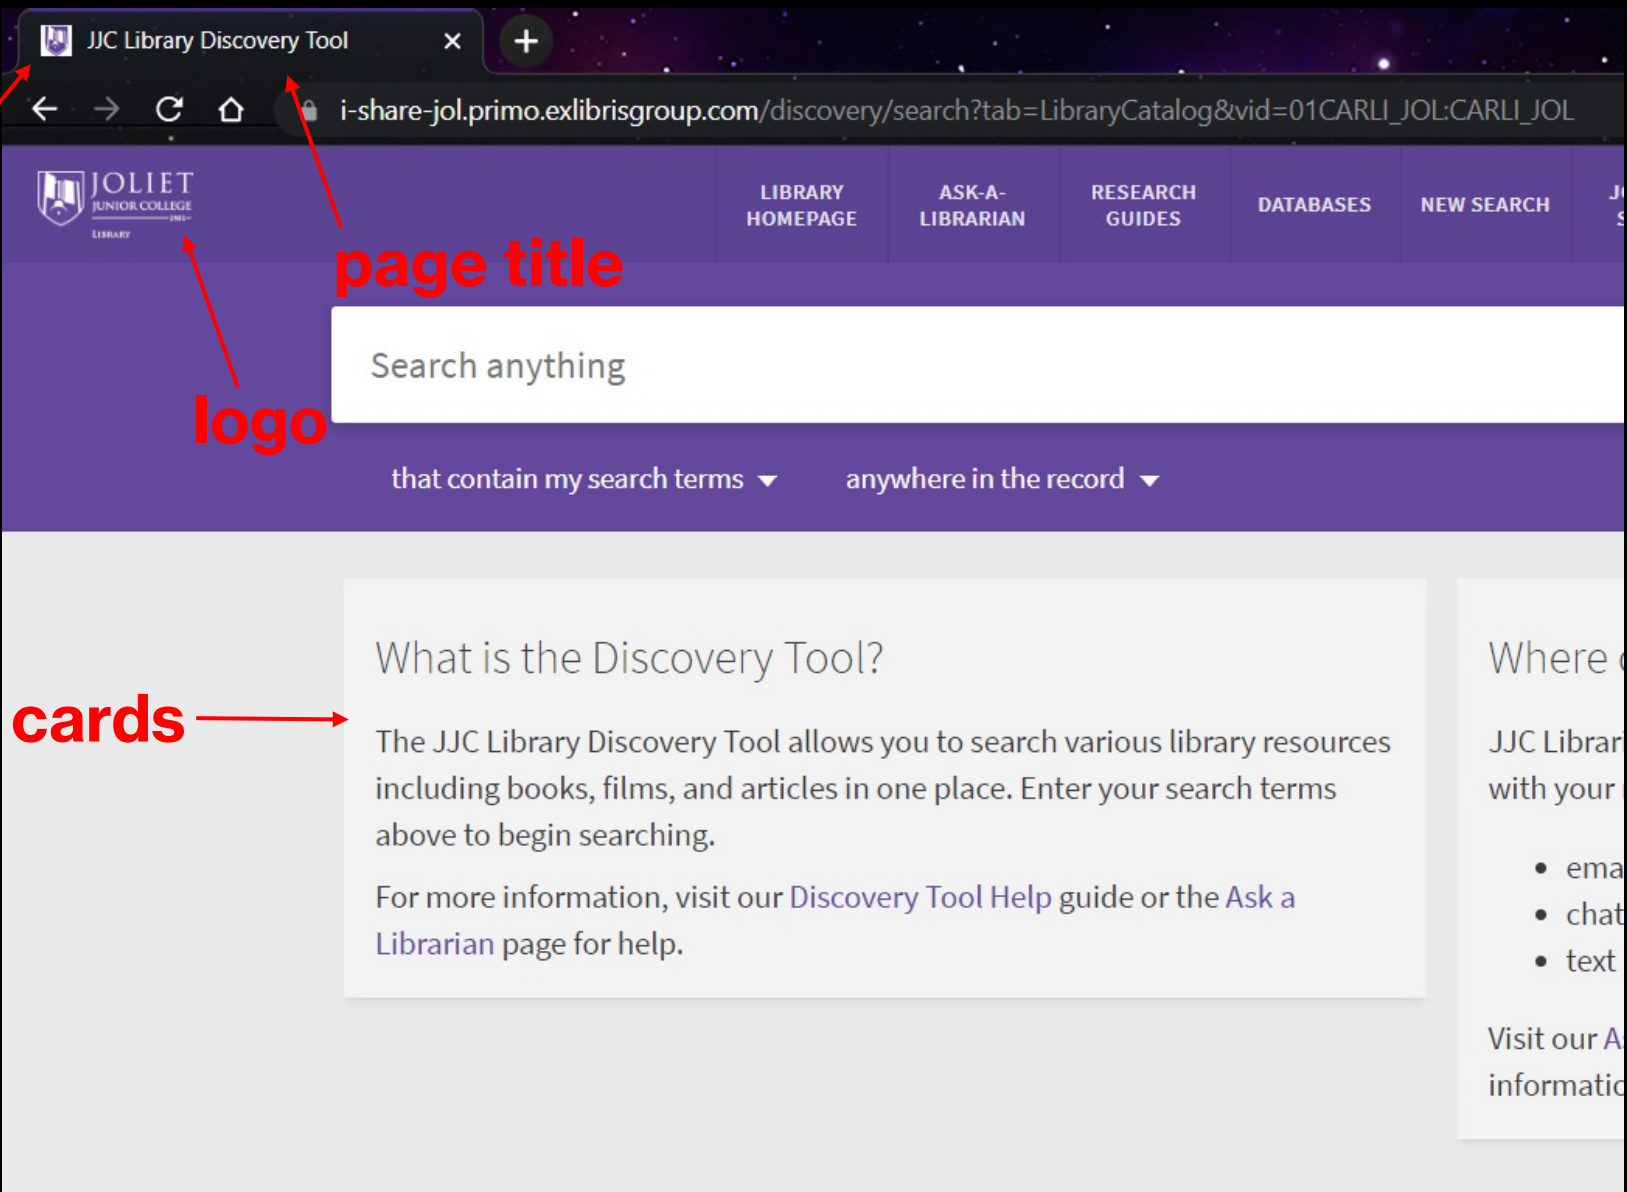 JJC Library Discovery Tool
i-share-jol.primo.exlibrisgroup.com/discovery/search?tab=LibraryCatalog&vid=01CARLI_JOL:CARLI_JOL
JOLIET
JUNIOR COLLEGE
1901
LIBRARY
LIBRARY
HOMEPAGE
ASK-A-
LIBRARIAN
RESEARCH
GUIDES
DATABASES
NEW SEARCH
page title
Search anything
logo
that contain my search terms
anywhere in the record
What is the Discovery Tool?
cards
The JJC Library Discovery Tool allows you to search various library resources
including books, films, and articles in one place. Enter your search terms
above to begin searching.
For more information, visit our Discovery Tool Help guide or the Ask a
Librarian page for help.
Where
JJC
with your
chat
text
Visit our